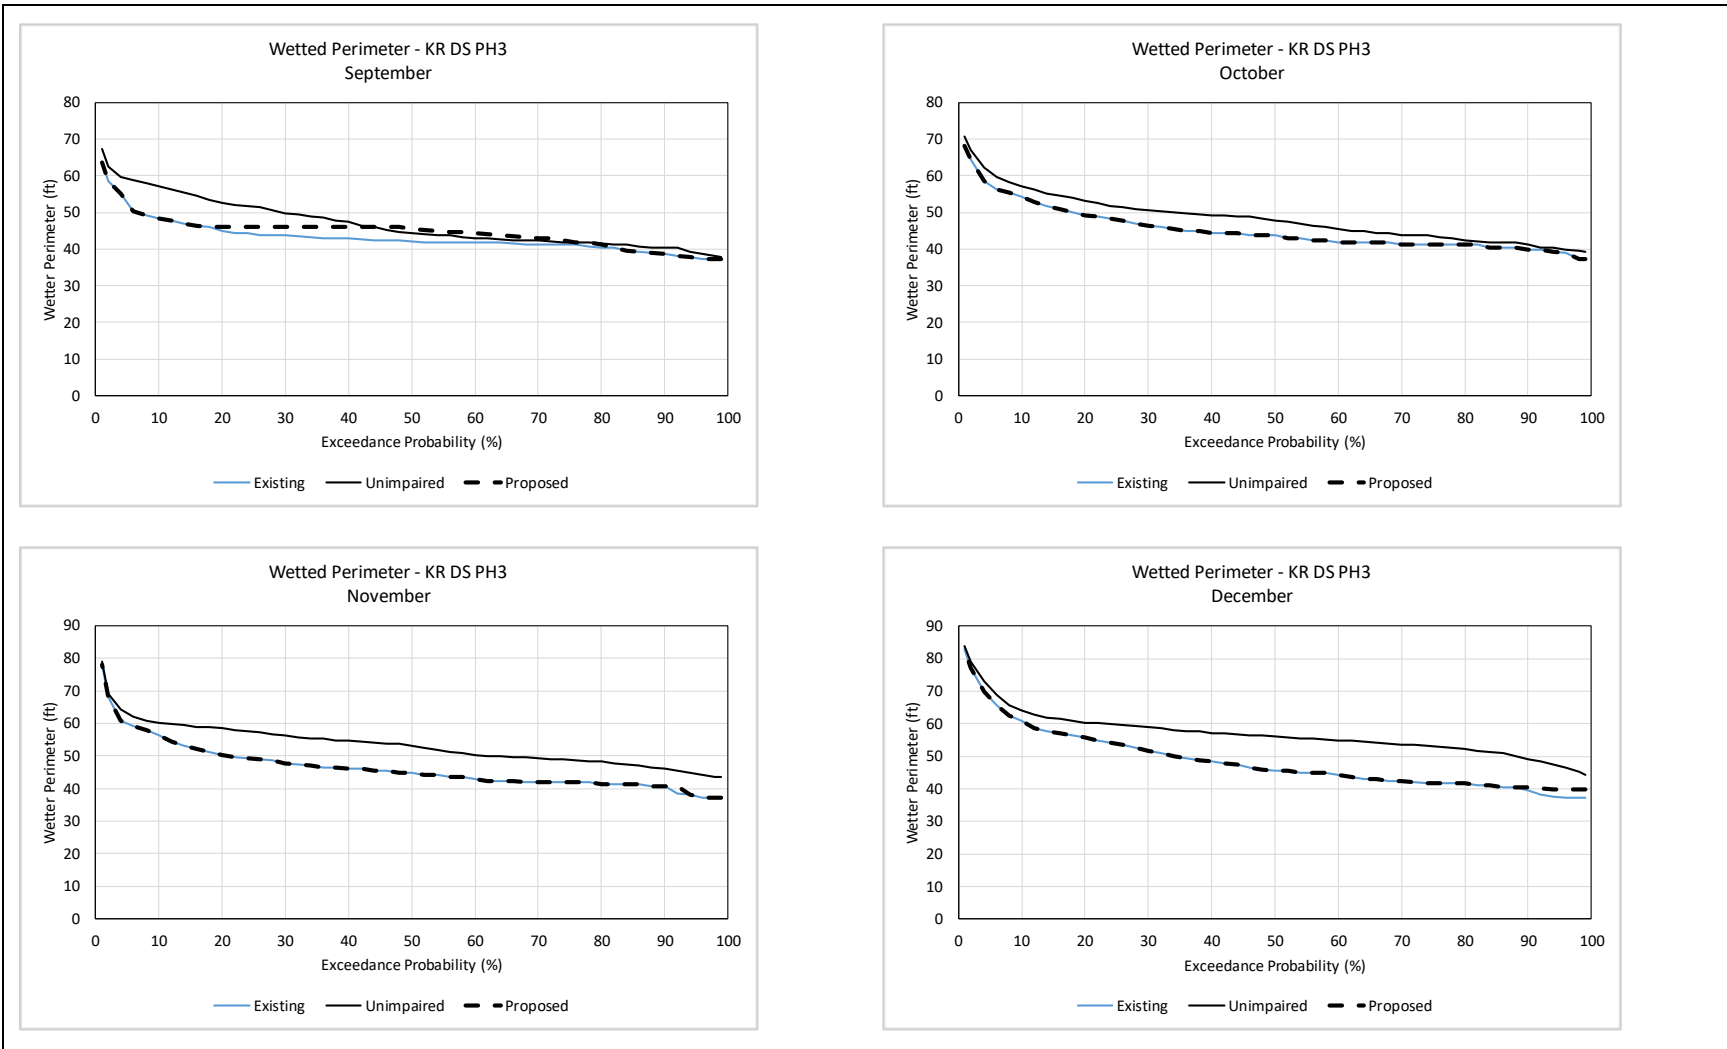 Wetted Perimeter - KR DS PH3
September
80
70
60
50
40
30
20
10
0
Wetter Perimeter (ft)
0 10 20 30 40 50 60 70 80 90 100
Exceedance Probability (%)
Existing Unimpaired Proposed
Wetted Perimeter - KR DS PH3
October
80
70
60
50
40
30
20
10
0
Wetter Perimeter (ft)
0 10 20 30 40 50 60 70 80 90 100
Exceedance Probability (%)
Existing Unimpaired Proposed
Wetted Perimeter - KR DS PH3
November
90
80
70
60
50
40
30
20
10
0
Wetter Perimeter (ft)
0 10 20 30 40 50 60 70 80 90 100
Exceedance Probability (%)
Existing Unimpaired Proposed
Wetted Perimeter - KR DS PH3
December
90
80
70
60
50
40
30
20
10
0
Wetter Perimeter (ft)
0 10 20 30 40 50 60 70 80 90 100
Exceedance Probability (%)
Existing Unimpaired Proposed